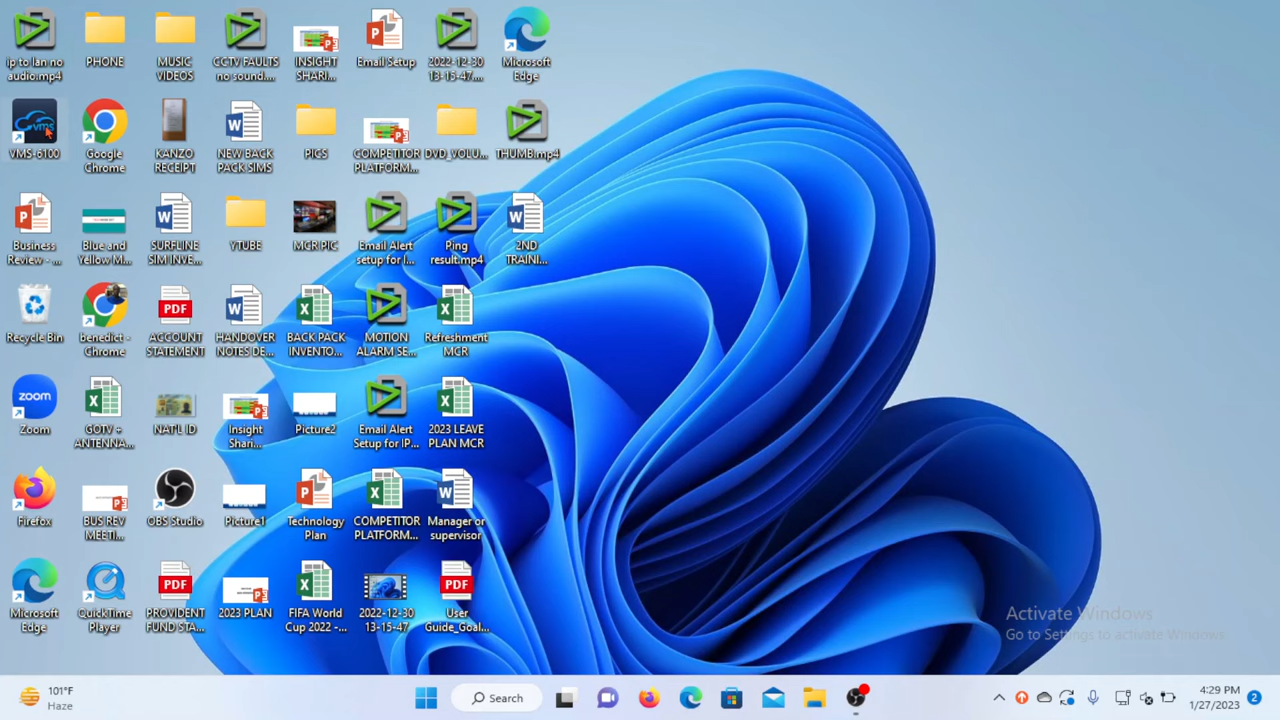 ip to lan no
audio.mp4
PHONE
MUSIC
VIDEOS
CCTV FAULTS
no sound....
INSIGHT
SHARI...
Email Setup
2022-12-30
13-15-47....
Microsoft
Edge
vms
VMS-6100
Google
Chrome
KANZO
RECEIPT
NEW BACK
PACK SIMS
PICS
COMPETITOR
PLATFORM...
DVD_VOLU...
THUMB.mp4
Business
Review - ...
Blue and
Yellow M...
SURFLINE
SIM INVE...
YTUBE
MCR PIC
Email Alert
setup for I...
Ping
result.mp4
2ND
TRAINI...
Recycle Bin
benedict -
Chrome
PDF
ACCOUNT
STATEMENT
HANDOVER
NOTES DE...
BACK PACK
INVENTO...
MOTION
ALARM SE...
Refreshment
MCR
zoom
Zoom
GOTV +
ANTENNA...
NAT'L ID
Insight
Shari...
Picture2
Email Alert
Setup for IP...
2023 LEAVE
PLAN MCR
Firefox
BUS REV
MEETI...
OBS Studio
Picture1
Technology
Plan
COMPETITOR
PLATFORM...
Manager or
supervisor
Microsoft
Edge
QuickTime
Player
PDF
PROVIDENT
FUND STA...
2023 PLAN
FIFA World
Cup 2022 -...
2022-12-30
13-15-47
PDF
User
Guide_Goal...
Activate Windows
Go to Settings to activate Windows.
101°F
Haze
Search
4:29 PM
1/27/2023
2